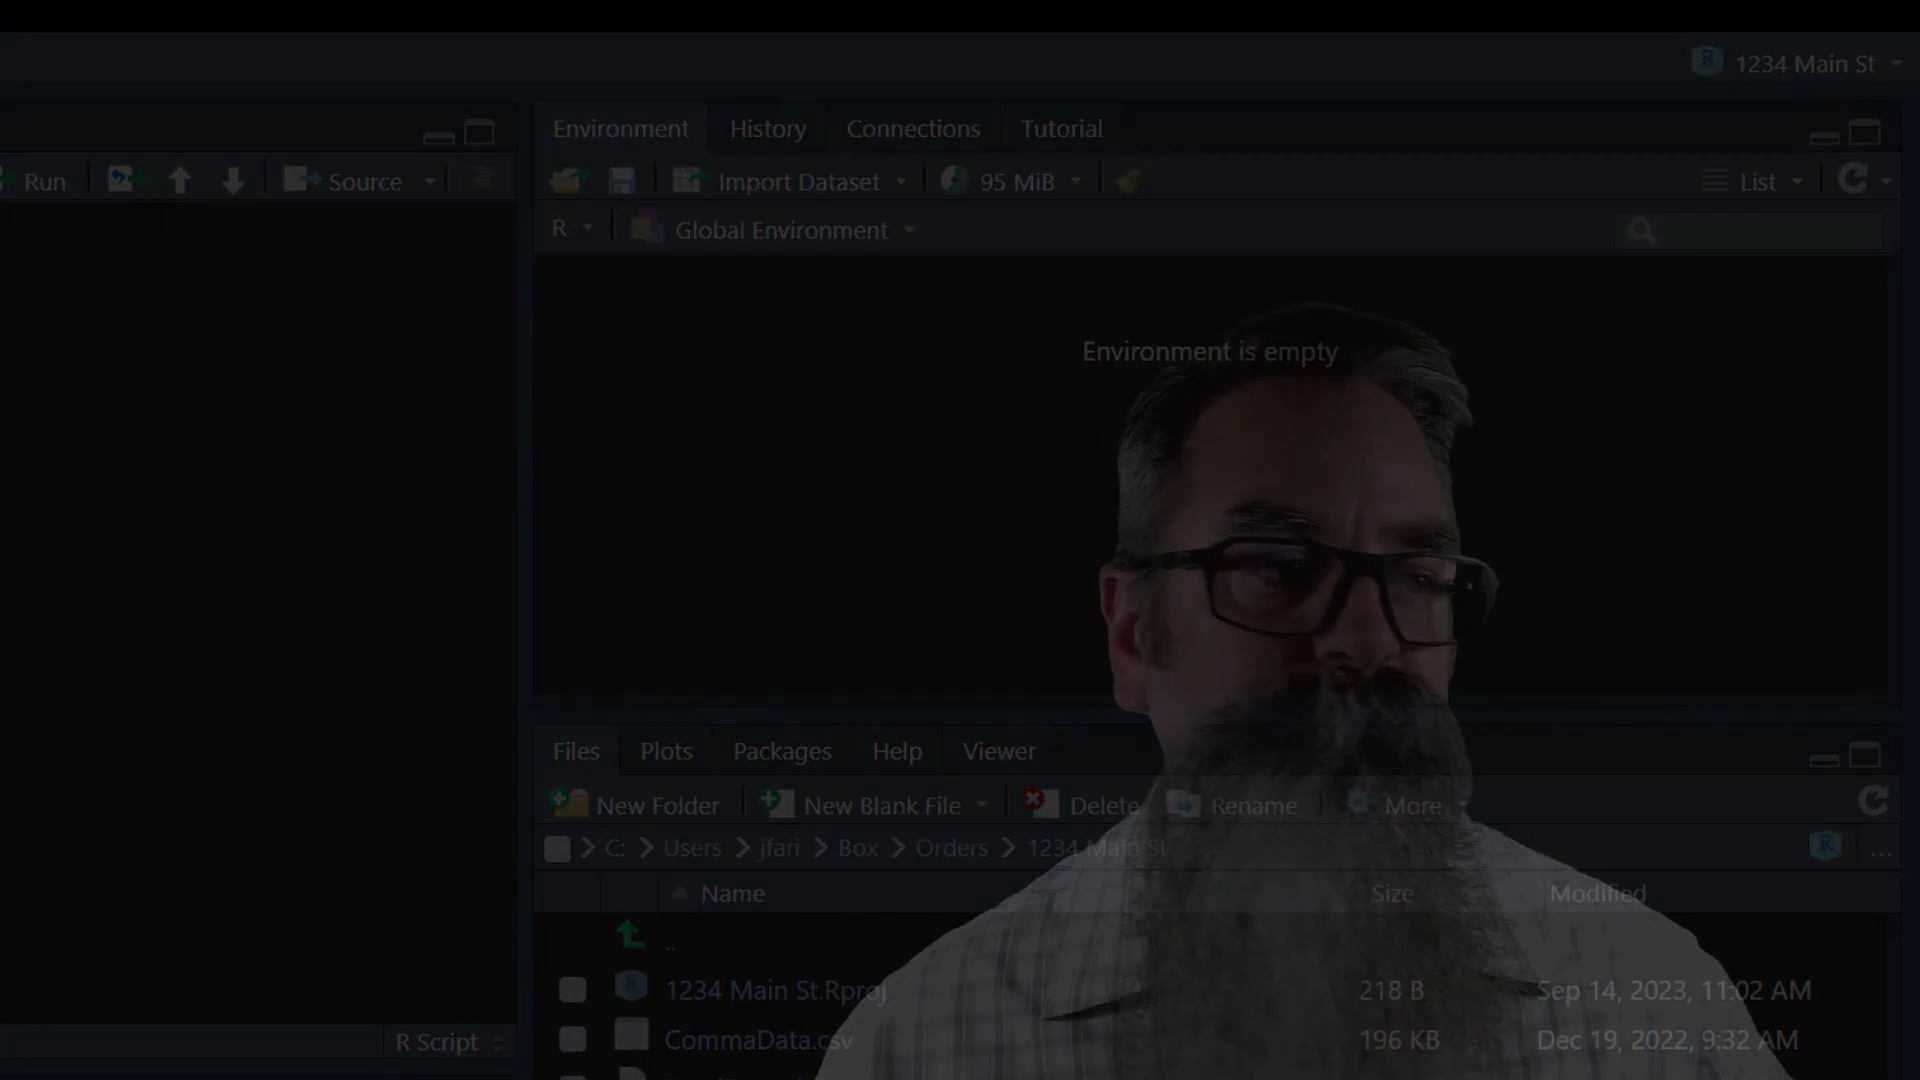 1234 Main St
Environment History Connections Tutorial
Run Source Import Dataset 95 MiB List
R Global Environment
Environment is empty
Files Plots Packages Help Viewer
New Folder New Blank File Delete Rename More
C: Users jfari Box Orders 1234 Main St ...
Name Size Modified
..
1234 Main St.Rproj 218 B Sep 14, 2023, 11:02 AM
CommaData.csv 196 KB Dec 19, 2022, 9:32 AM
R Script